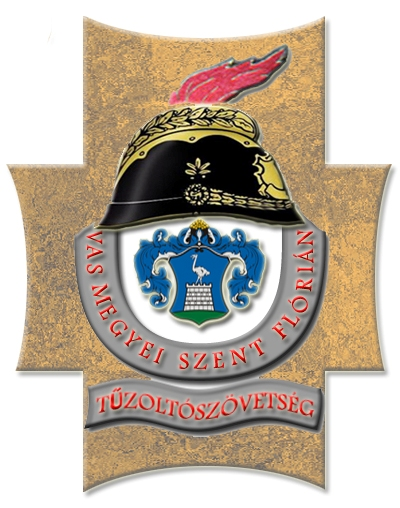 VAS MEGYEI SZENT FLÓRIÁN
TŰZOLTÓSZÖVETSÉG